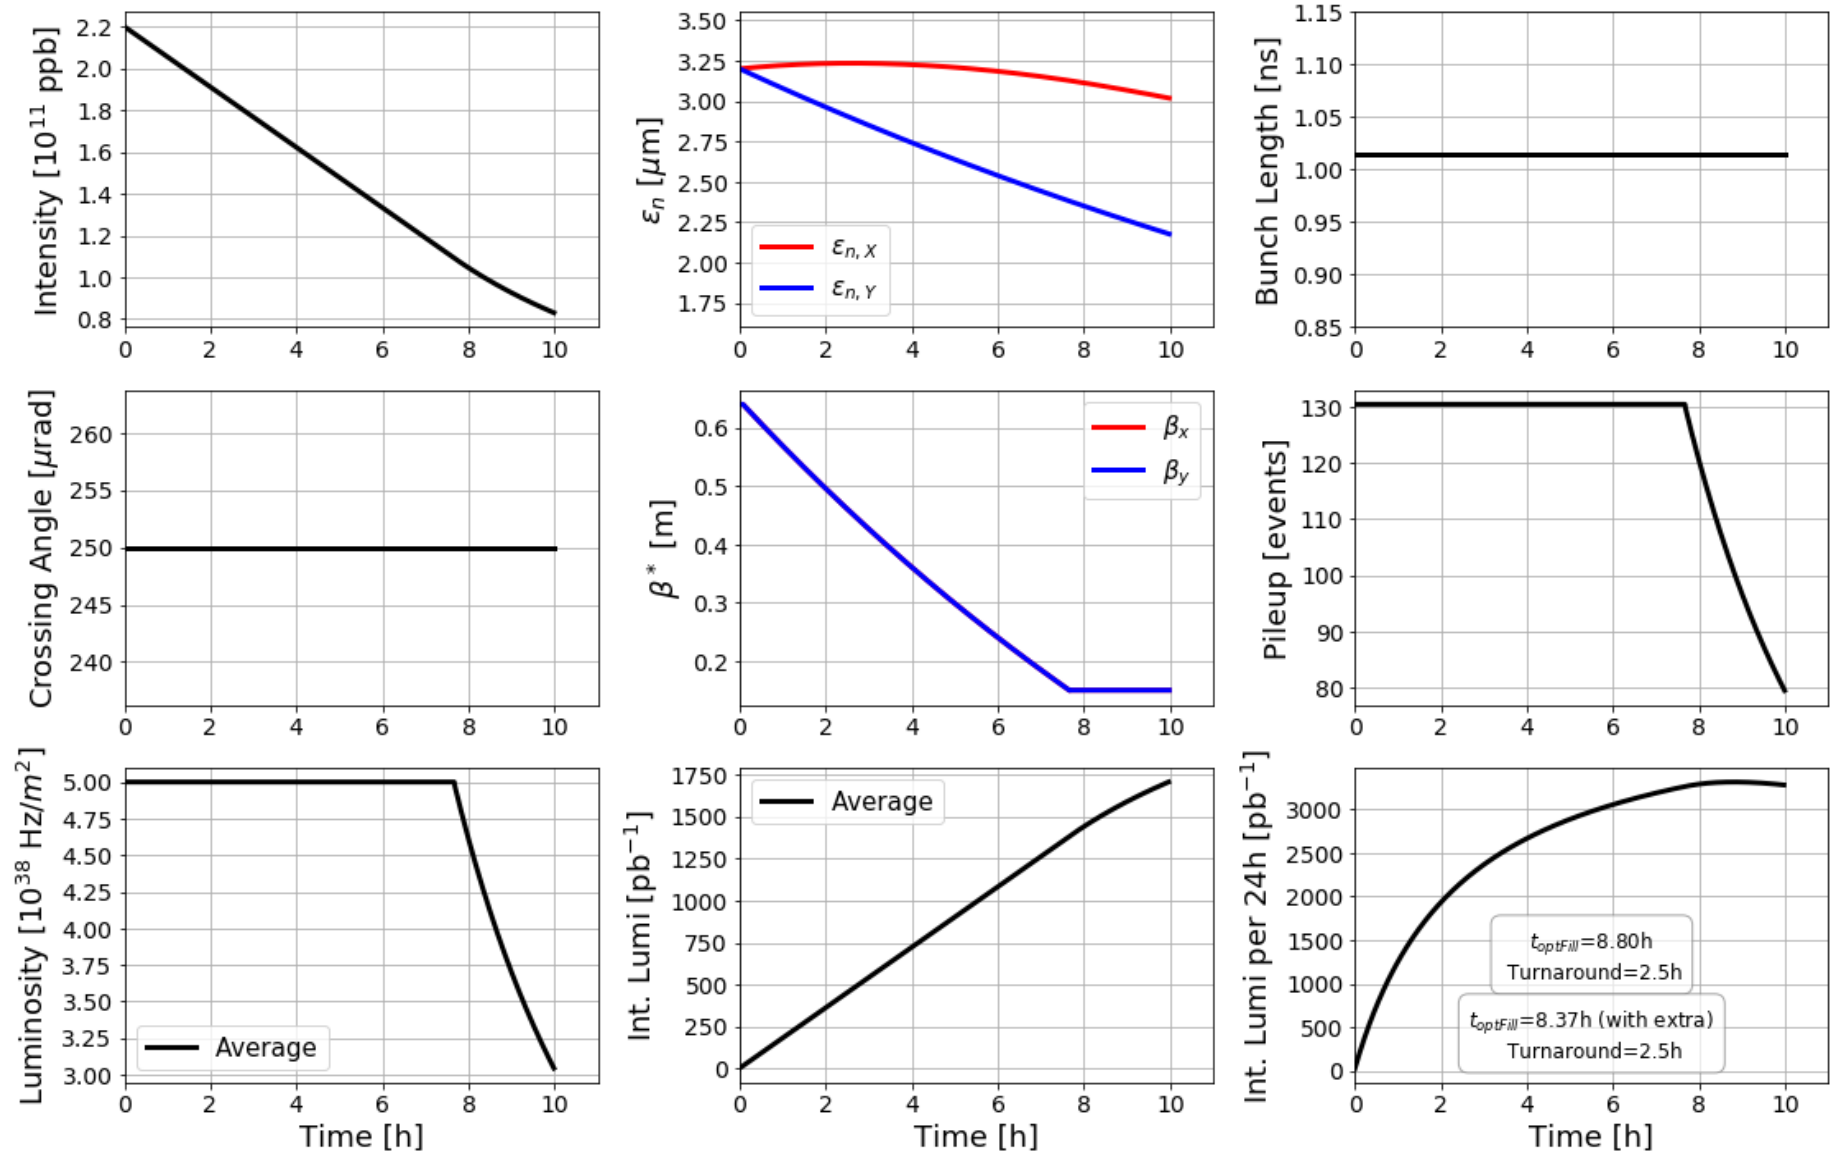 Intensity [10¹¹ ppb]
2.2
2.0
1.8
1.6
1.4
1.2
1.0
0.8
0 2 4 6 8 10
εₙ [μm]
3.50
3.25
3.00
2.75
2.50
2.25
2.00
1.75
εn,X
εn,Y
0 2 4 6 8 10
Bunch Length [ns]
1.15
1.10
1.05
1.00
0.95
0.90
0.85
0 2 4 6 8 10
Crossing Angle [μrad]
260
255
250
245
240
0 2 4 6 8 10
β* [m]
0.6
0.5
0.4
0.3
0.2
βx
βy
0 2 4 6 8 10
Pileup [events]
130
120
110
100
90
80
0 2 4 6 8 10
Luminosity [10³⁸ Hz/m²]
5.00
4.75
4.50
4.25
4.00
3.75
3.50
3.25
3.00
Average
0 2 4 6 8 10
Time [h]
Int. Lumi [pb⁻¹]
1750
1500
1250
1000
750
500
250
0
Average
0 2 4 6 8 10
Time [h]
Int. Lumi per 24h [pb⁻¹]
3000
2500
2000
1500
1000
500
0
toptFill=8.80h
Turnaround=2.5h
toptFill=8.37h (with extra)
Turnaround=2.5h
0 2 4 6 8 10
Time [h]